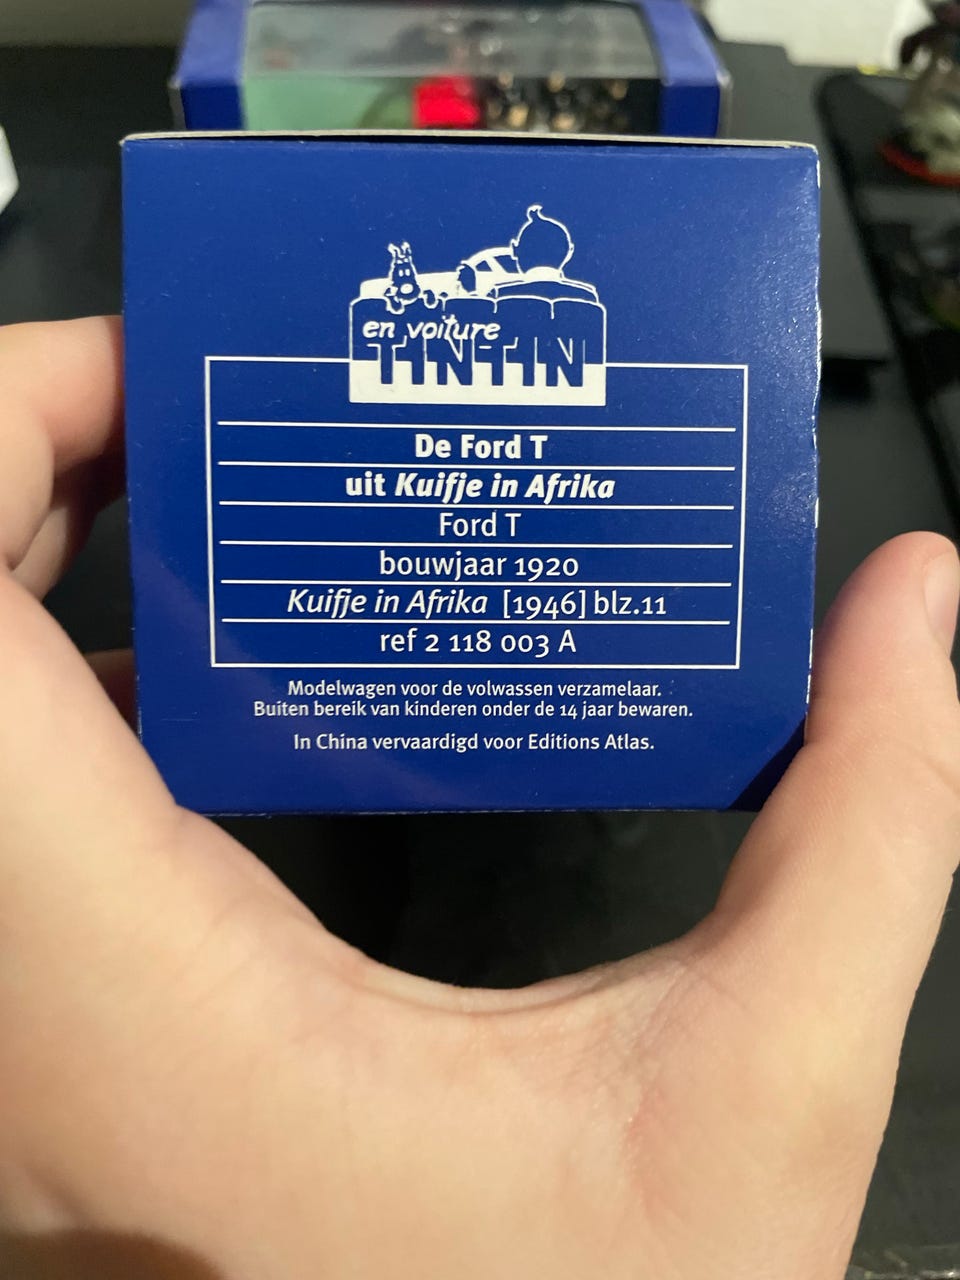 en voiture
TINTIN
De Ford T
uit Kuifje in Afrika
Ford T
bouwjaar 1920
Kuifje in Afrika [1946] blz.11
ref 2 118 003 A
Modelwagen voor de volwassen verzamelaar.
Buiten bereik van kinderen onder de 14 jaar bewaren.
In China vervaardigd voor Editions Atlas.